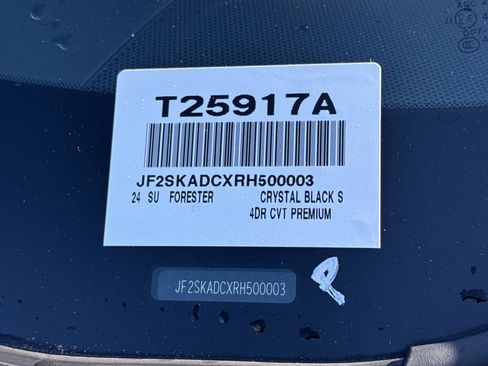 T25917A
JF2SKADCXRH500003
24 SU FORESTER CRYSTAL BLACK S
4DR CVT PREMIUM
JF2SKADCXRH500003